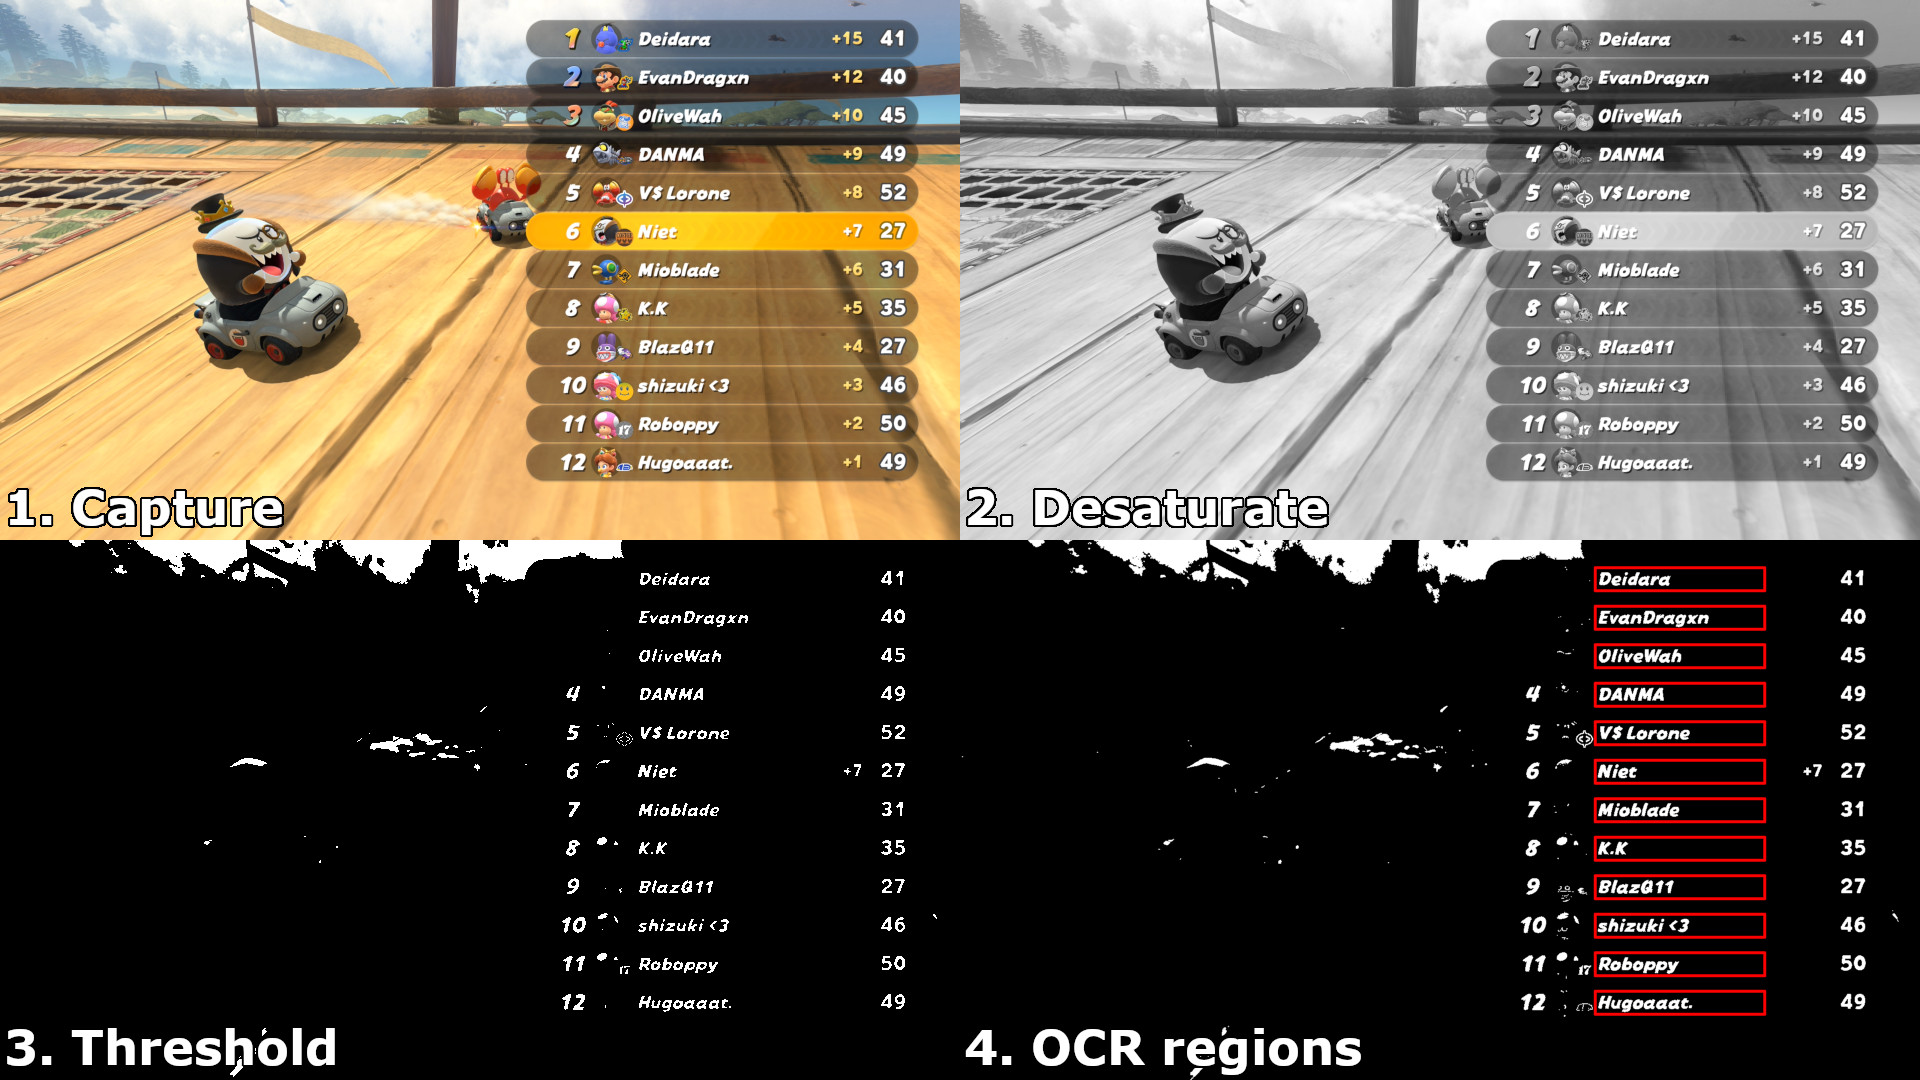 1 Deidara +15 41
2 EvanDragxn +12 40
3 OliveWah +10 45
4 DANMA +9 49
5 V$ Lorone +8 52
6 Niet +7 27
7 Mioblade +6 31
8 K.K +5 35
9 BlazQ11 +4 27
10 shizuki <3 +3 46
11 17 Roboppy +2 50
12 Hugoaaat. +1 49
1. Capture
1 Deidara +15 41
2 EvanDragxn +12 40
3 OliveWah +10 45
4 DANMA +9 49
5 V$ Lorone +8 52
6 Niet +7 27
7 Mioblade +6 31
8 K.K +5 35
9 BlazQ11 +4 27
10 shizuki <3 +3 46
11 17 Roboppy +2 50
12 Hugoaaat. +1 49
2. Desaturate
Deidara 41
EvanDragxn 40
OliveWah 45
4 DANMA 49
5 V$ Lorone 52
6 Niet +7 27
7 Mioblade 31
8 K.K 35
9 BlazQ11 27
10 shizuki <3 46
11 17 Roboppy 50
12 Hugoaaat. 49
3. Threshold
Deidara 41
EvanDragxn 40
OliveWah 45
4 DANMA 49
5 V$ Lorone 52
6 Niet +7 27
7 Mioblade 31
8 K.K 35
9 BlazQ11 27
10 shizuki <3 46
11 17 Roboppy 50
12 Hugoaaat. 49
4. OCR regions